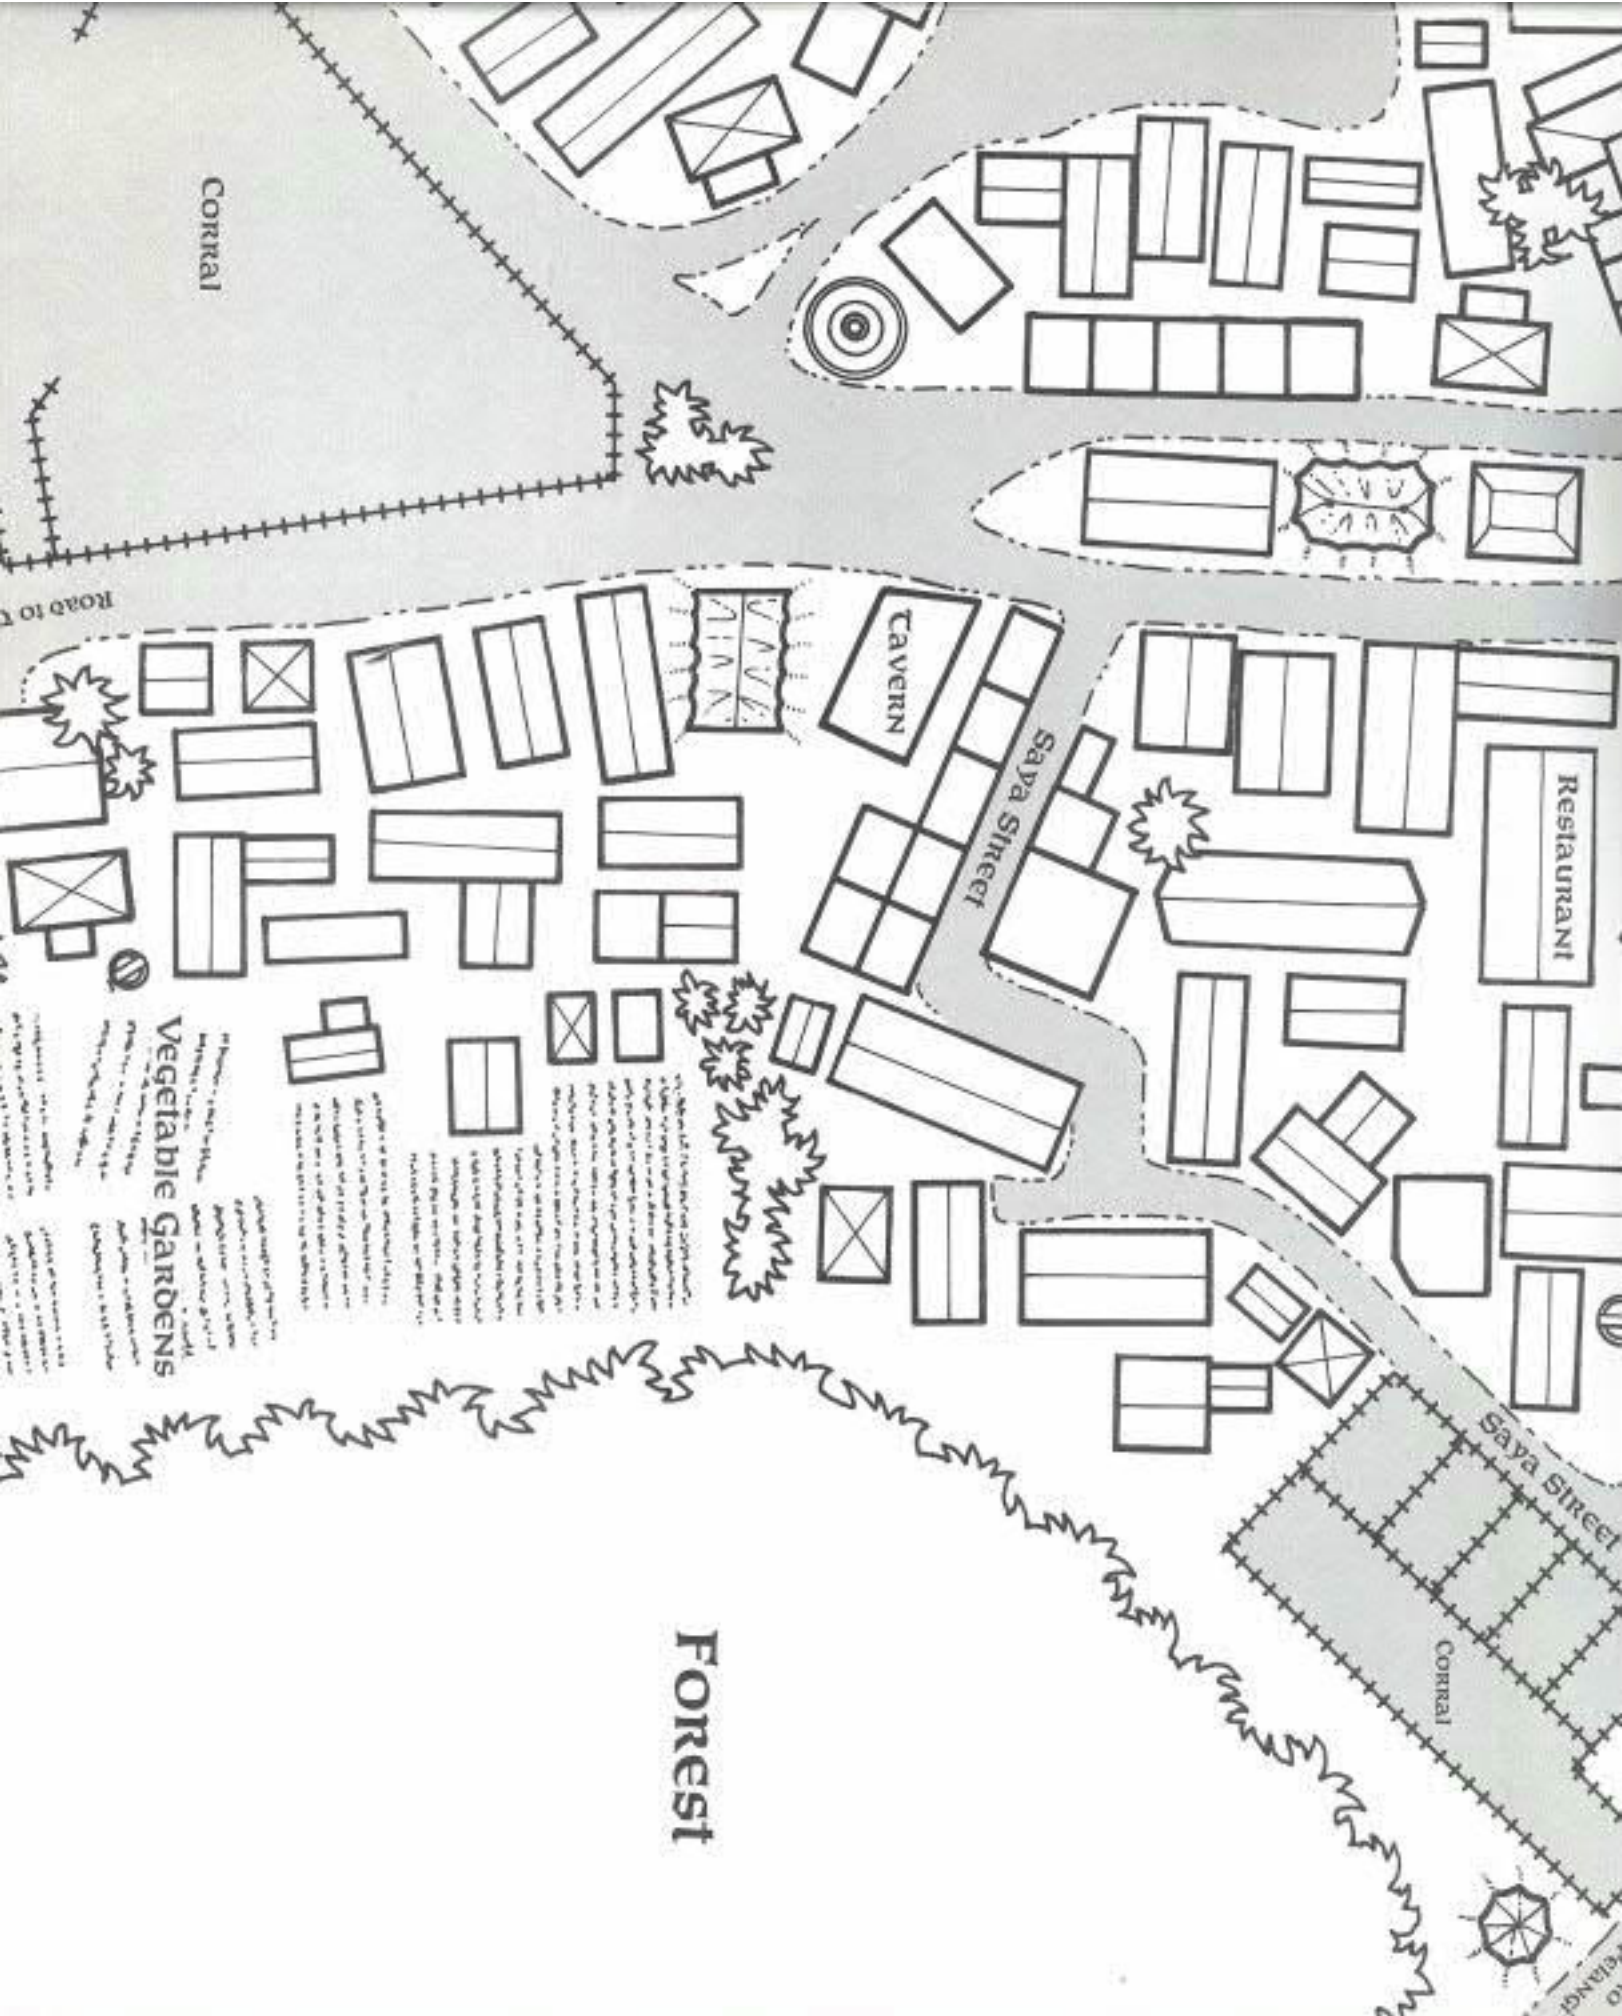 Corral
Road to
Tavern
Saya Street
Restaurant
Vegetable Gardens
Saya Street
Corral
Forest